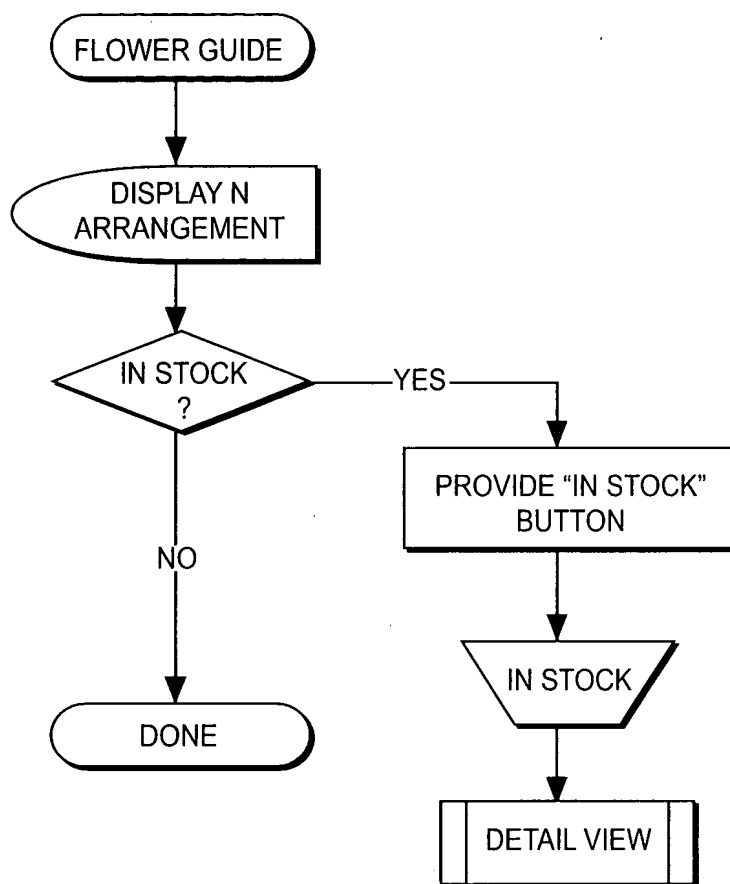 FLOWER GUIDE
DISPLAY N
ARRANGEMENT
IN STOCK
?
YES
NO
PROVIDE “IN STOCK”
BUTTON
IN STOCK
DONE
DETAIL VIEW